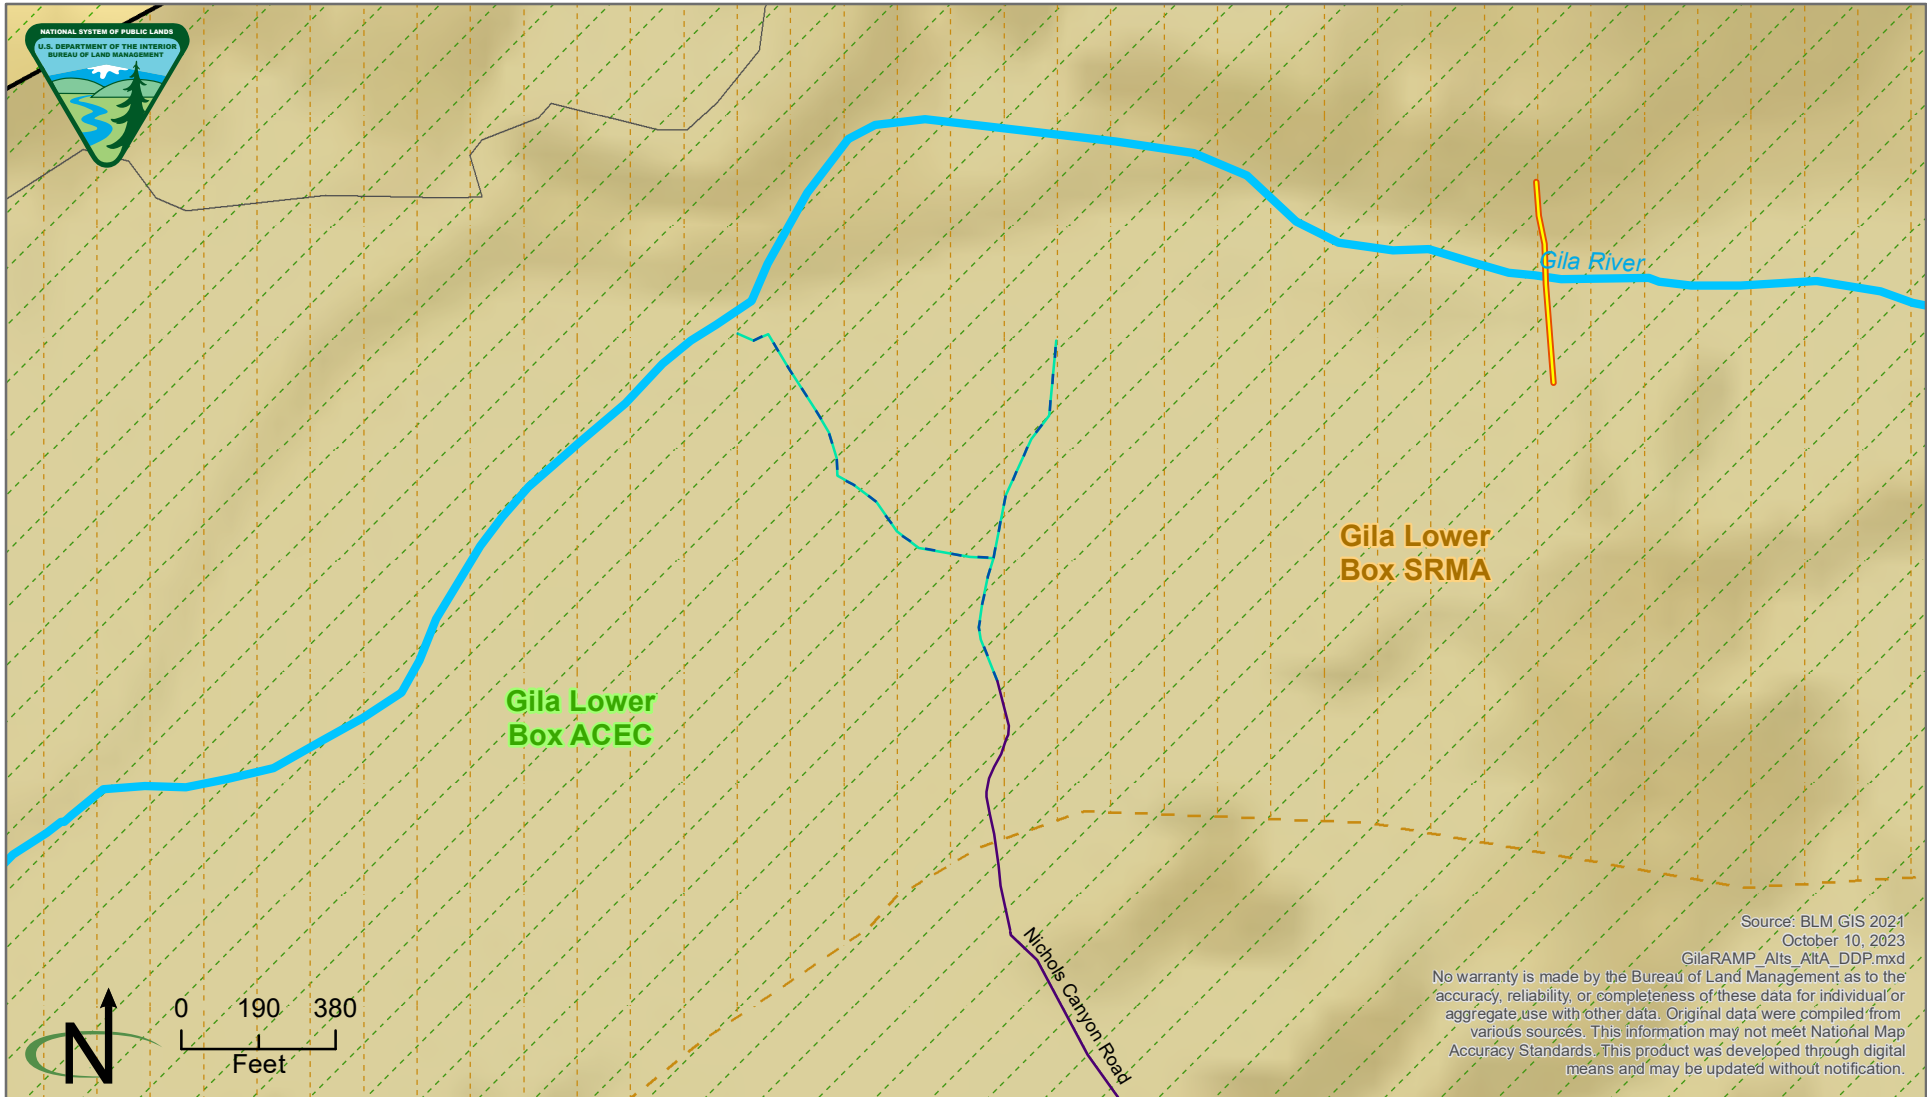 NATIONAL SYSTEM OF PUBLIC LANDS
U.S. DEPARTMENT OF THE INTERIOR
BUREAU OF LAND MANAGEMENT
Gila River
Gila Lower
Box SRMA
Gila Lower
Box ACEC
Nichols Canyon Road
0 190 380
Feet
N
Source: BLM GIS 2021
October 10, 2023
GilaRAMP_Alts_AltA_DDP.mxd
No warranty is made by the Bureau of Land Management as to the
accuracy, reliability, or completeness of these data for individual or
aggregate use with other data. Original data were compiled from
various sources. This information may not meet National Map
Accuracy Standards. This product was developed through digital
means and may be updated without notification.